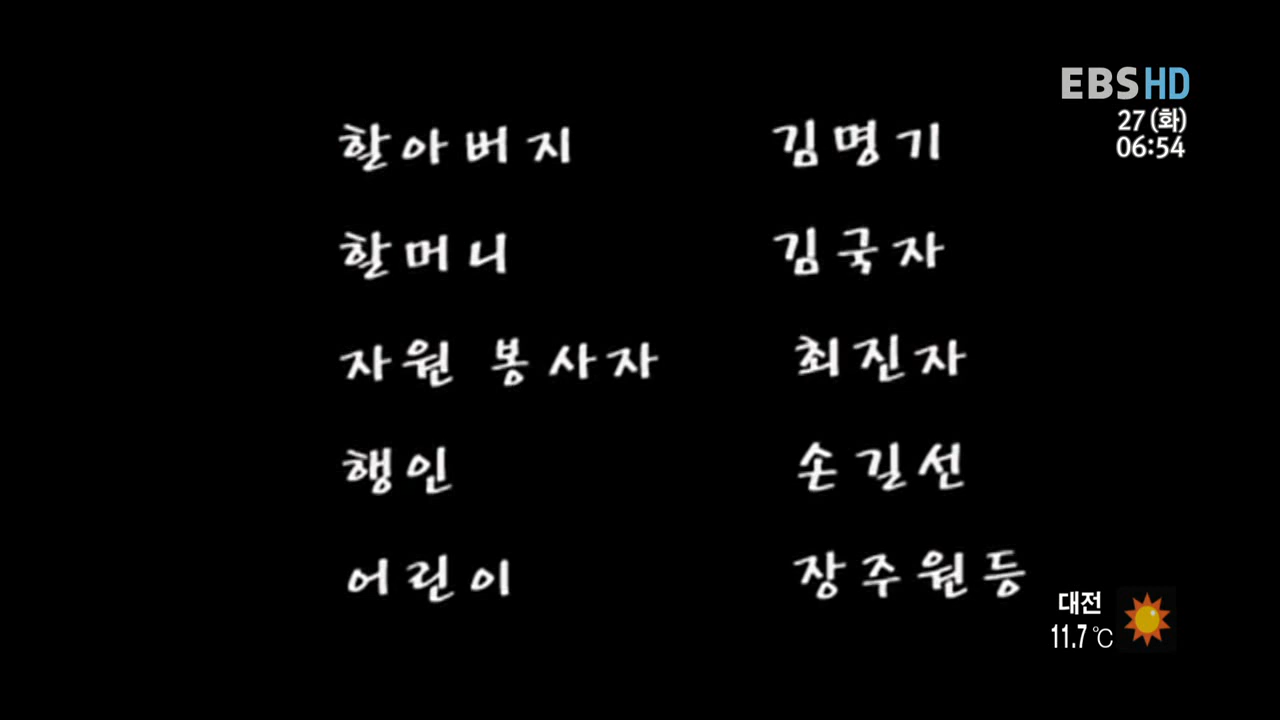 EBS HD
27 (화)
06:54
할아버지 김명기
할머니 김국자
자원 봉사자 최진자
행인 손길선
어린이 장주원등
대전
11.7℃